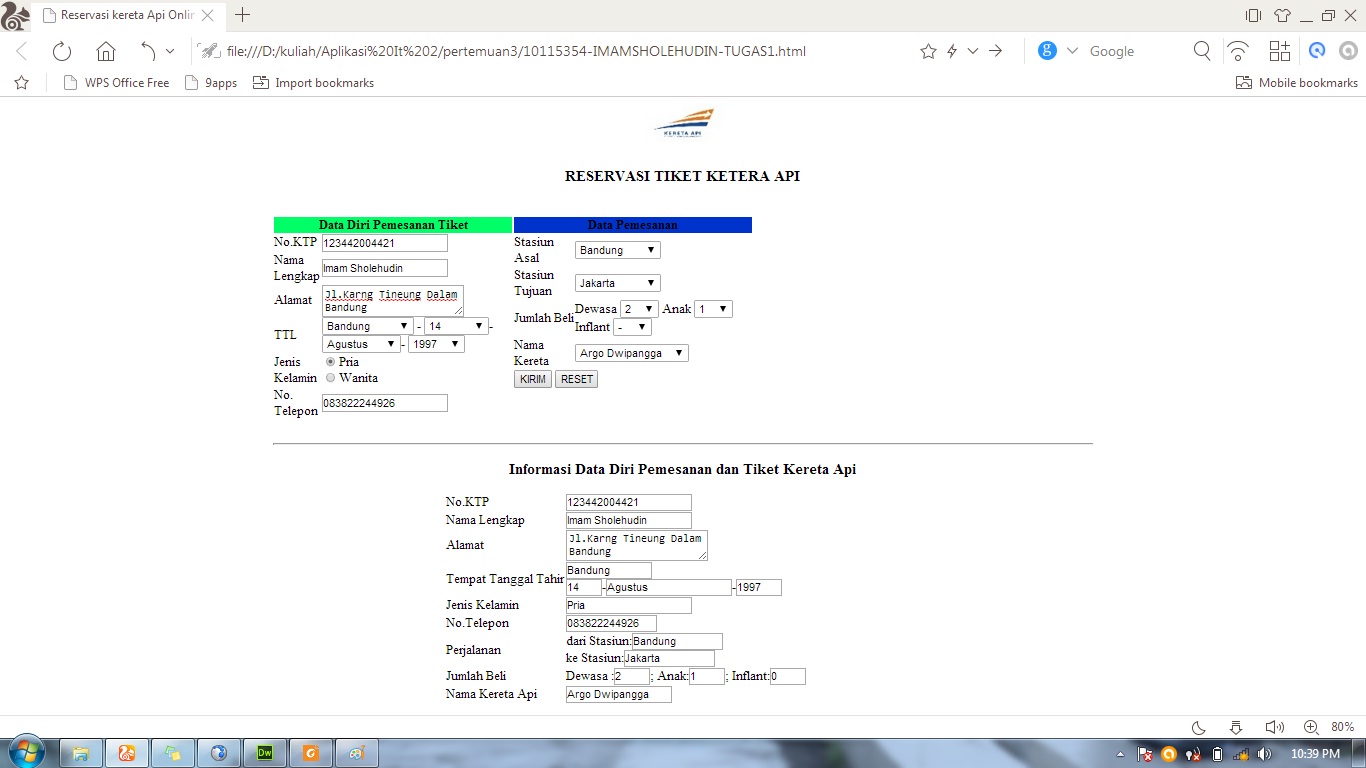 Reservasi kereta Api Onlin
file:///D:/kuliah/Aplikasi%20It%202/pertemuan3/10115354-IMAMSHOLEHUDIN-TUGAS1.html
g Google
WPS Office Free 9apps Import bookmarks Mobile bookmarks
KERETA API
RESERVASI TIKET KETERA API
Data Diri Pemesanan Tiket
No.KTP 123442004421
Nama Lengkap Imam Sholehudin
Alamat Jl.Karng Tineung Dalam
Bandung
TTL Bandung - 14 -
Agustus - 1997
Jenis Kelamin Pria
Wanita
No. Telepon 083822244926
Data Pemesanan
Stasiun Asal Bandung
Stasiun Tujuan Jakarta
Jumlah Beli Dewasa 2 Anak 1
Inflant -
Nama Kereta Argo Dwipangga
KIRIM RESET
Informasi Data Diri Pemesanan dan Tiket Kereta Api
No.KTP 123442004421
Nama Lengkap Imam Sholehudin
Alamat Jl.Karng Tineung Dalam
Bandung
Tempat Tanggal Tahir Bandung
14 -Agustus -1997
Jenis Kelamin Pria
No.Telepon 083822244926
Perjalanan dari Stasiun:Bandung
ke Stasiun:Jakarta
Jumlah Beli Dewasa :2 ; Anak:1 ; Inflant:0
Nama Kereta Api Argo Dwipangga
80%
Dw
10:39 PM